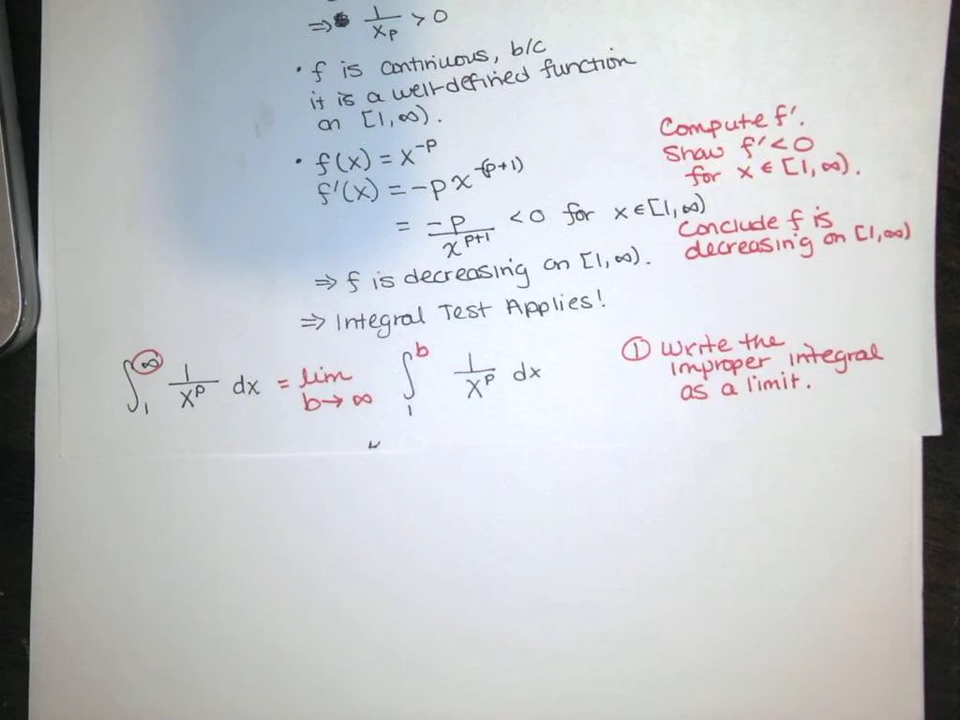 ⇒ 1/xp > 0
• f is continuous, b/c
it is a well-defined function
on [1, ∞).
• f(x) = x^-p
Compute f'.
Show f' < 0
for x ∈ [1, ∞).
f'(x) = -p x^-(p+1)
= -p/x^p+1 < 0 for x ∈ [1, ∞)
Conclude f is
decreasing on [1, ∞)
⇒ f is decreasing on [1, ∞).
⇒ Integral Test Applies!
∫_1^∞ 1/x^p dx = lim b→∞ ∫_1^b 1/x^p dx
① Write the
improper integral
as a limit.